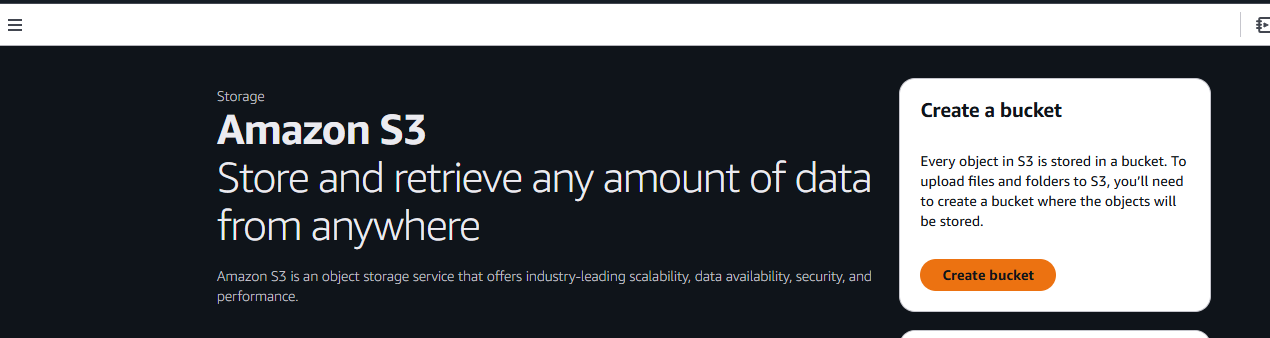 Storage
Amazon S3
Store and retrieve any amount of data
from anywhere
Amazon S3 is an object storage service that offers industry-leading scalability, data availability, security, and
performance.
Create a bucket
Every object in S3 is stored in a bucket. To
upload files and folders to S3, you’ll need
to create a bucket where the objects will
be stored.
Create bucket